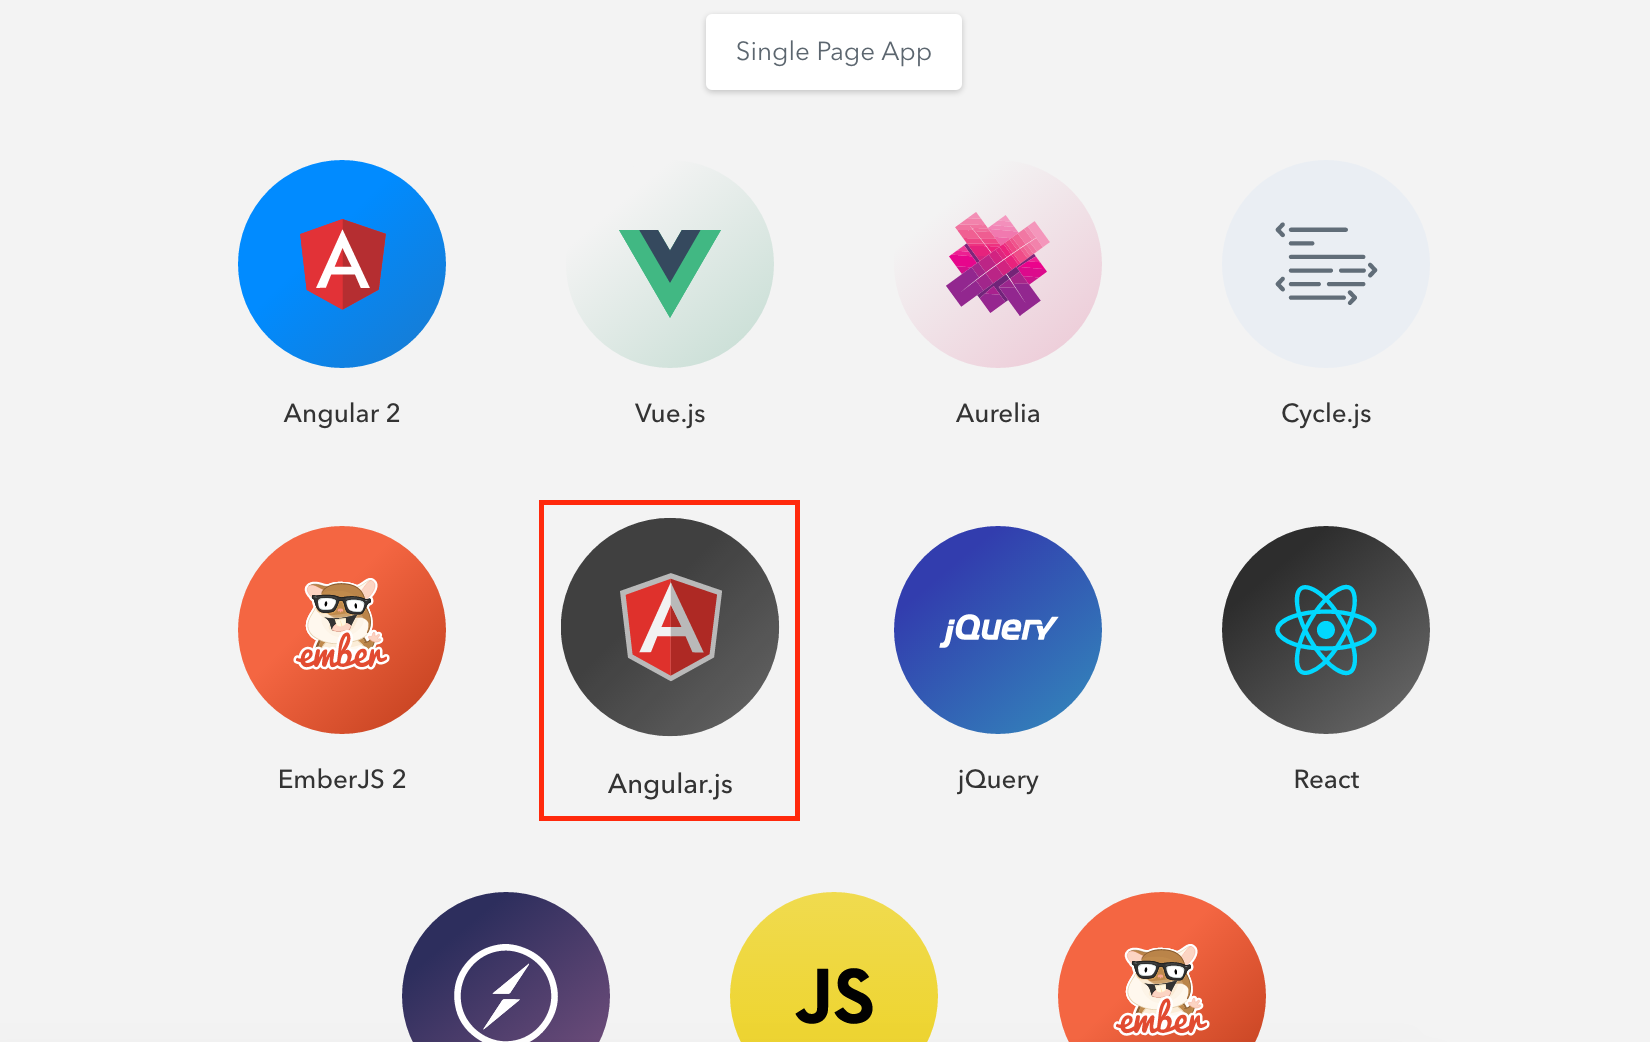 Single Page App
Angular 2
Vue.js
Aurelia
Cycle.js
ember
EmberJS 2
Angular.js
jQuery
jQuery
React
JS
ember